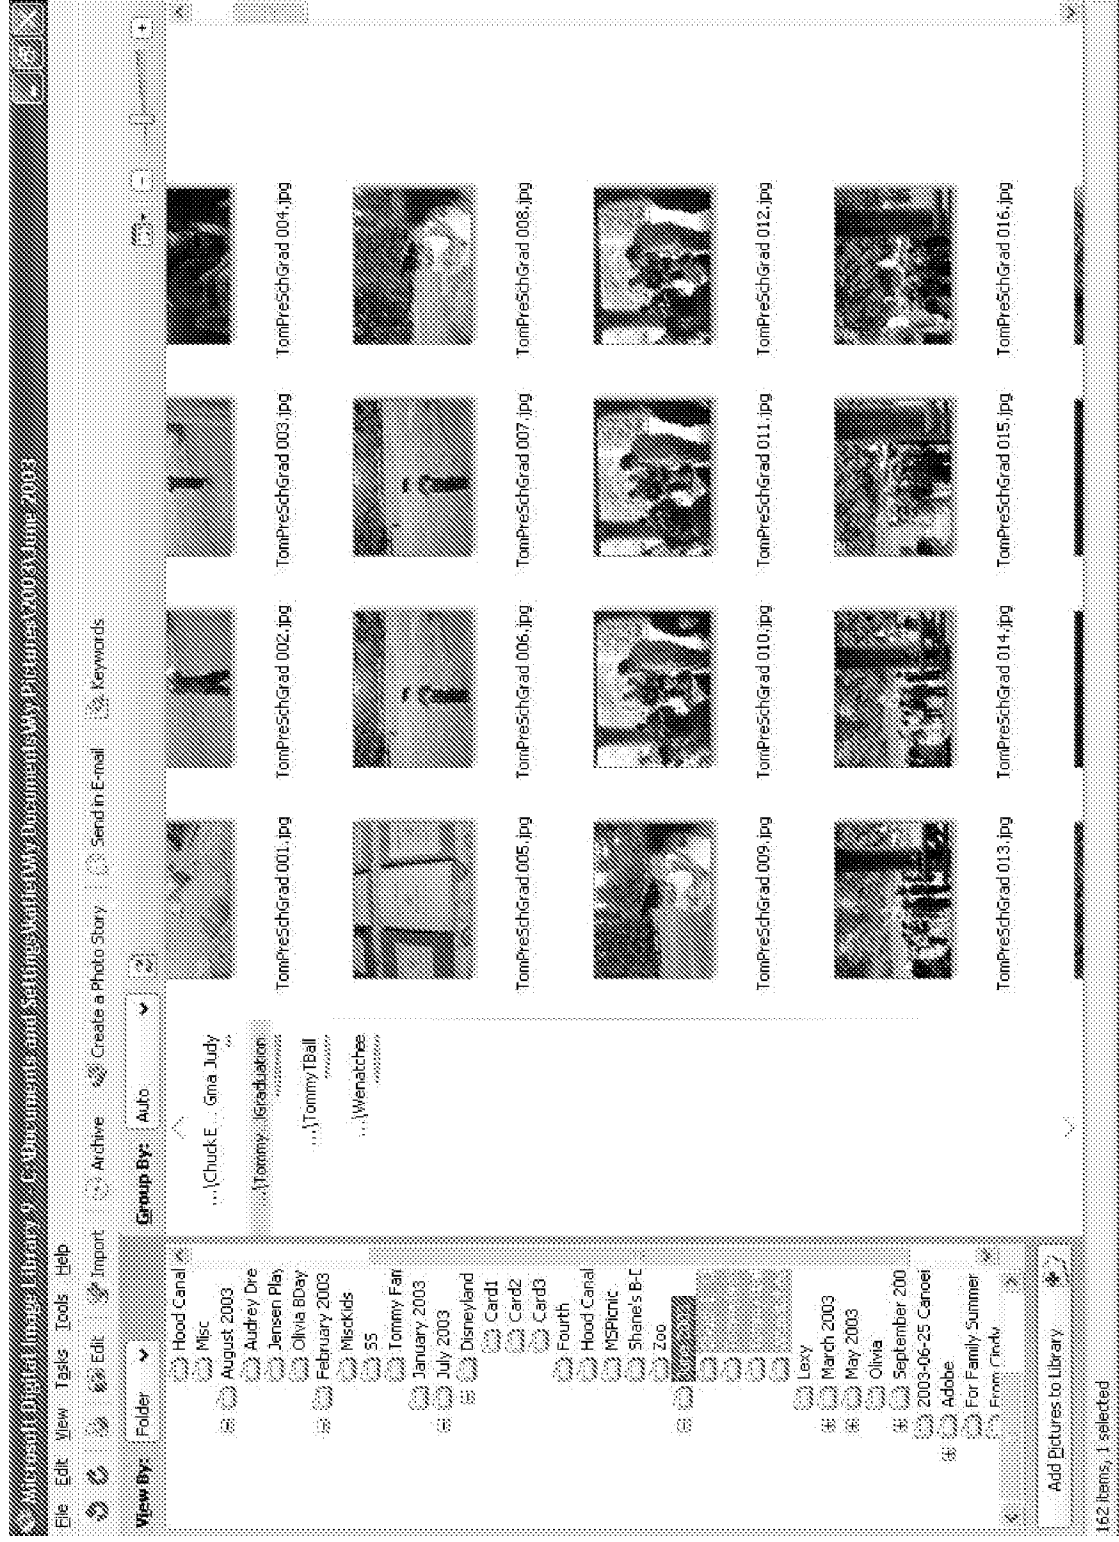 Microsoft Digital Image Library 9 - C:\Document and Settings\katiet\My Documents\My Pictures\2003\June 2003
File Edit View Tasks Tools Help
Edit Import Archive Create a Photo Story Send in E-mail Keywords
View By: Folder Group By: Auto
Hood Canal
Misc
August 2003
Audrey Dre
Jensen Play
Olivia BDay
February 2003
MiscKids
SS
Tommy Fam
January 2003
July 2003
Disneyland
Card1
Card2
Card3
Fourth
Hood Canal
MSPicnic
Shane's B-D
Zoo
Lexy
March 2003
May 2003
Olivia
September 200
2003-06-25 Canoei
Adobe
For Family Summer
From Cindy
Add Pictures to Library
...\Chuck E... Gma Judy
...\Tommy...\Graduation
...\TommyTBall
...\Wenatchee
TomPreSchGrad 001.jpg TomPreSchGrad 002.jpg TomPreSchGrad 003.jpg TomPreSchGrad 004.jpg
TomPreSchGrad 005.jpg TomPreSchGrad 006.jpg TomPreSchGrad 007.jpg TomPreSchGrad 008.jpg
TomPreSchGrad 009.jpg TomPreSchGrad 010.jpg TomPreSchGrad 011.jpg TomPreSchGrad 012.jpg
TomPreSchGrad 013.jpg TomPreSchGrad 014.jpg TomPreSchGrad 015.jpg TomPreSchGrad 016.jpg
162 items, 1 selected